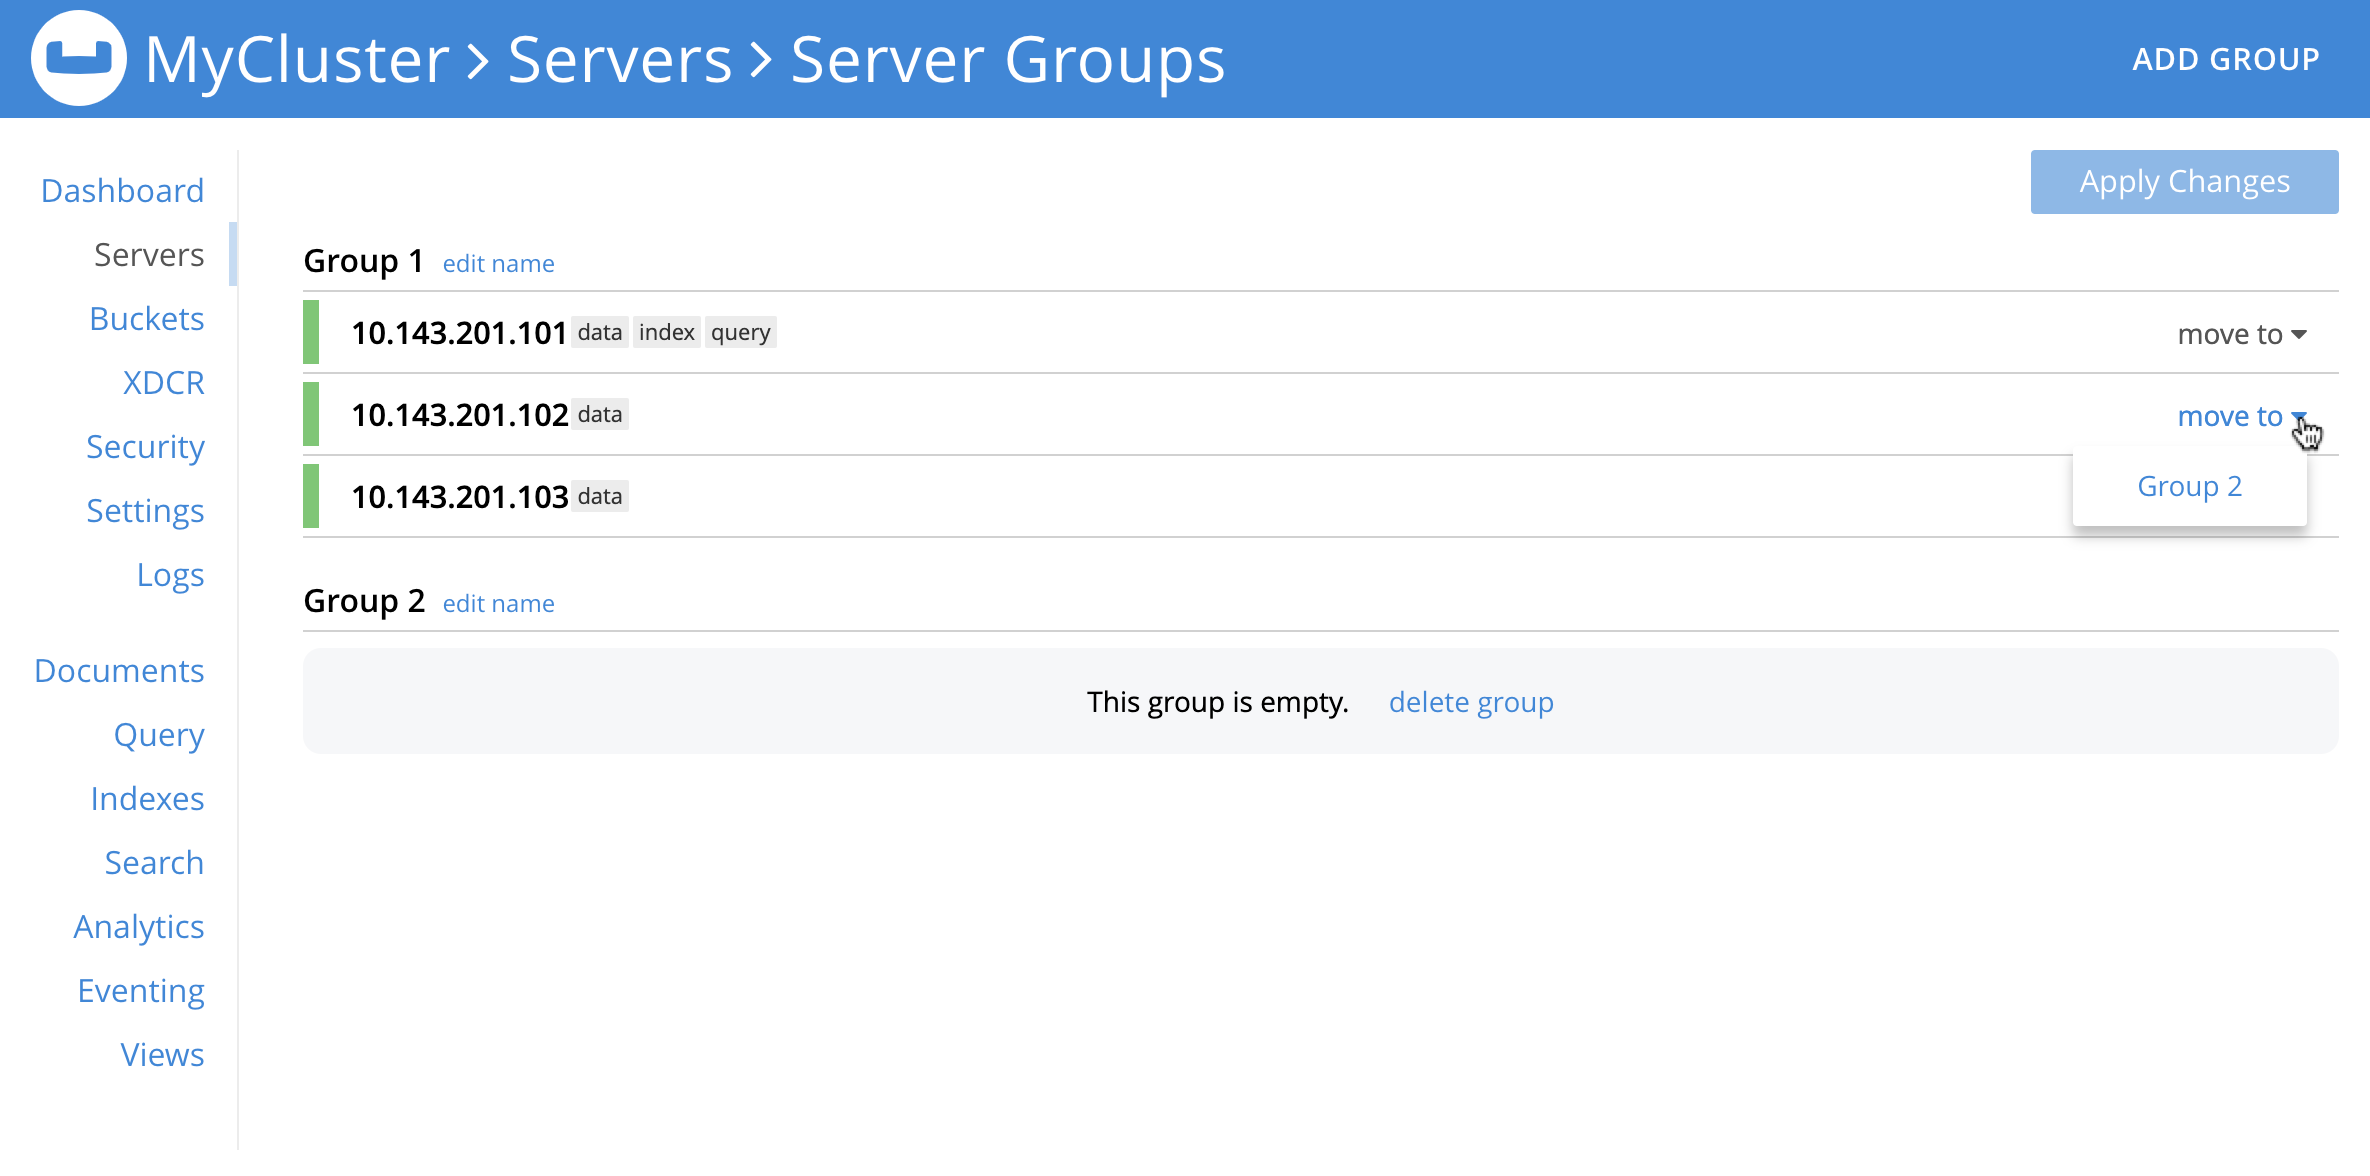 MyCluster > Servers > Server Groups
ADD GROUP
Dashboard
Servers
Buckets
XDCR
Security
Settings
Logs
Documents
Query
Indexes
Search
Analytics
Eventing
Views
Apply Changes
Group 1 edit name
10.143.201.101 data index query move to
10.143.201.102 data move to
Group 2
10.143.201.103 data
Group 2 edit name
This group is empty. delete group